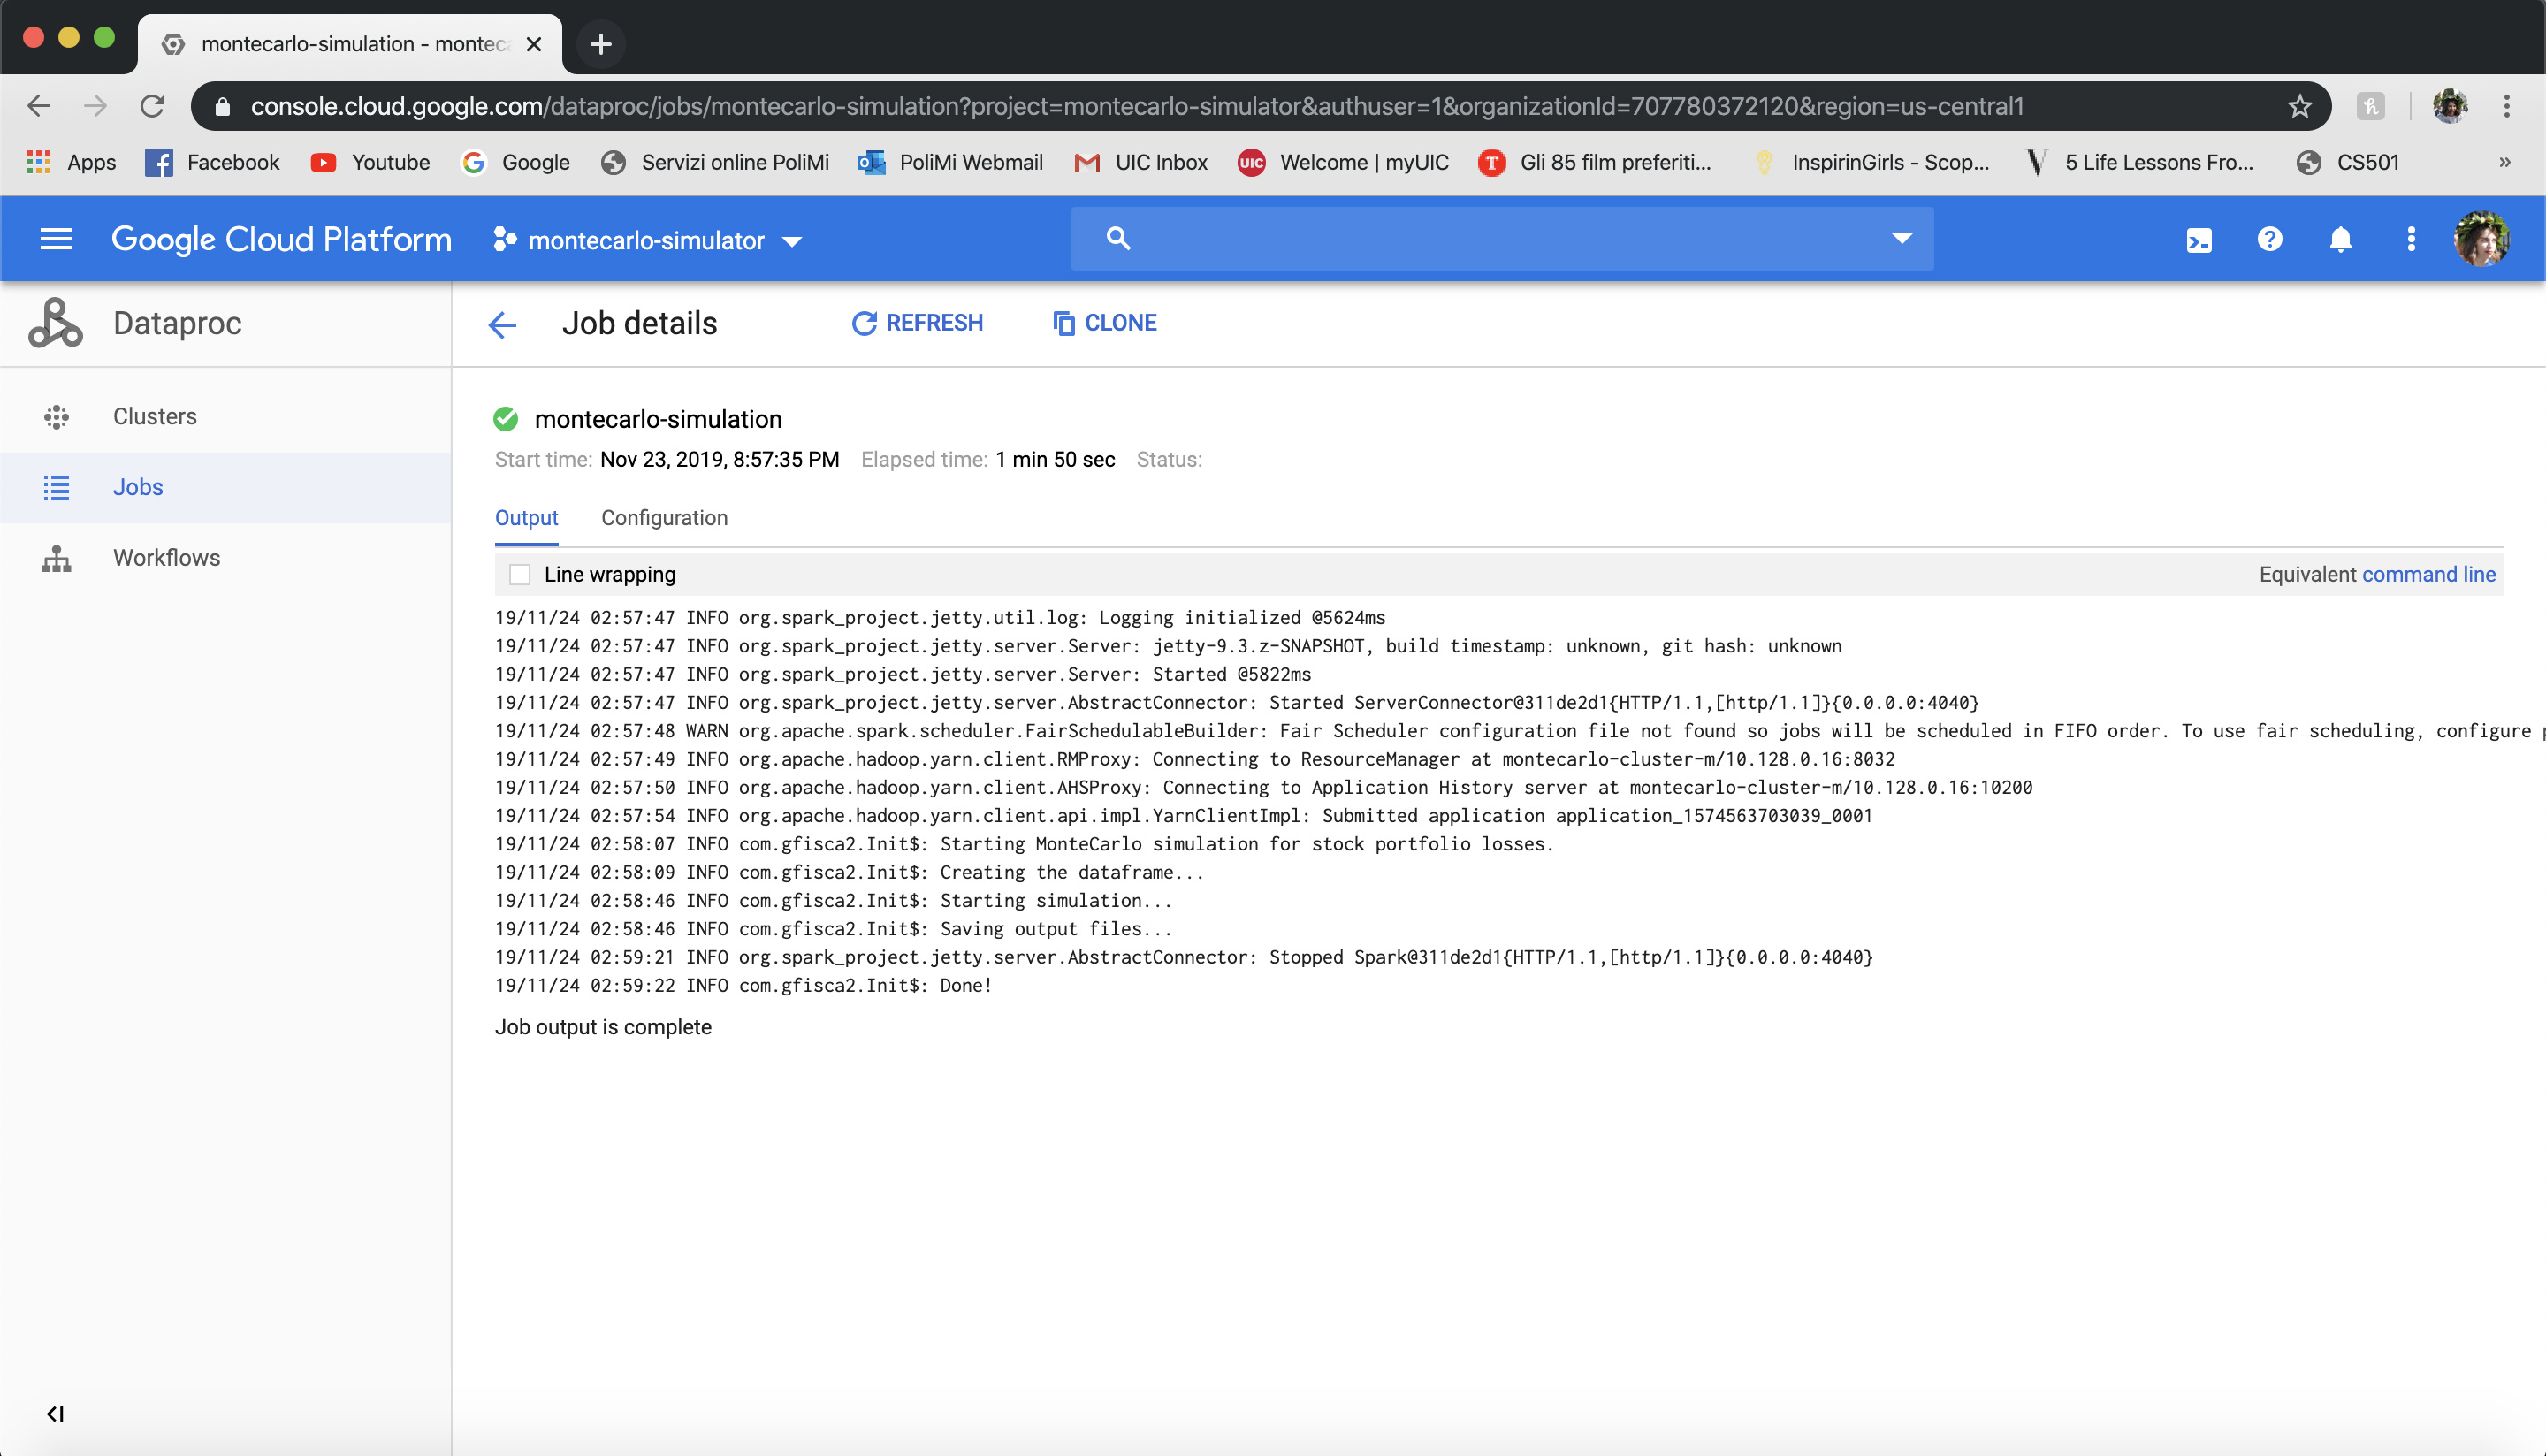 montecarlo-simulation - montec
console.cloud.google.com/dataproc/jobs/montecarlo-simulation?project=montecarlo-simulator&authuser=1&organizationId=707780372120&region=us-central1
Apps Facebook Youtube Google Servizi online PoliMi PoliMi Webmail UIC Inbox UIC Welcome | myUIC T Gli 85 film preferiti... InspirinGirls - Scop... V 5 Life Lessons Fro... CS501 »
Google Cloud Platform montecarlo-simulator
Dataproc Job details REFRESH CLONE
Clusters
Jobs
Workflows
montecarlo-simulation
Start time: Nov 23, 2019, 8:57:35 PM Elapsed time: 1 min 50 sec Status:
Output Configuration
Line wrapping Equivalent command line
19/11/24 02:57:47 INFO org.spark_project.jetty.util.log: Logging initialized @5624ms
19/11/24 02:57:47 INFO org.spark_project.jetty.server.Server: jetty-9.3.z-SNAPSHOT, build timestamp: unknown, git hash: unknown
19/11/24 02:57:47 INFO org.spark_project.jetty.server.Server: Started @5822ms
19/11/24 02:57:47 INFO org.spark_project.jetty.server.AbstractConnector: Started ServerConnector@311de2d1{HTTP/1.1,[http/1.1]}{0.0.0.0:4040}
19/11/24 02:57:48 WARN org.apache.spark.scheduler.FairSchedulableBuilder: Fair Scheduler configuration file not found so jobs will be scheduled in FIFO order. To use fair scheduling, configure
19/11/24 02:57:49 INFO org.apache.hadoop.yarn.client.RMProxy: Connecting to ResourceManager at montecarlo-cluster-m/10.128.0.16:8032
19/11/24 02:57:50 INFO org.apache.hadoop.yarn.client.AHSProxy: Connecting to Application History server at montecarlo-cluster-m/10.128.0.16:10200
19/11/24 02:57:54 INFO org.apache.hadoop.yarn.client.api.impl.YarnClientImpl: Submitted application application_1574563703039_0001
19/11/24 02:58:07 INFO com.gfisca2.Init$: Starting MonteCarlo simulation for stock portfolio losses.
19/11/24 02:58:09 INFO com.gfisca2.Init$: Creating the dataframe...
19/11/24 02:58:46 INFO com.gfisca2.Init$: Starting simulation...
19/11/24 02:58:46 INFO com.gfisca2.Init$: Saving output files...
19/11/24 02:59:21 INFO org.spark_project.jetty.server.AbstractConnector: Stopped Spark@311de2d1{HTTP/1.1,[http/1.1]}{0.0.0.0:4040}
19/11/24 02:59:22 INFO com.gfisca2.Init$: Done!
Job output is complete